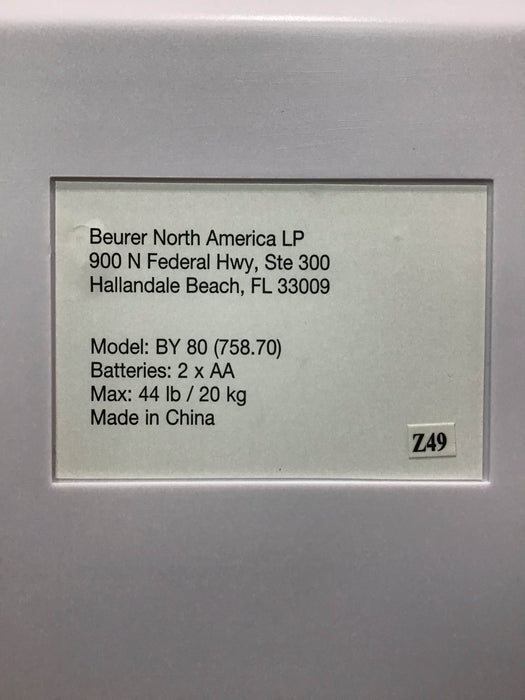 Beurer North America LP
900 N Federal Hwy, Ste 300
Hallandale Beach, FL 33009
Model: BY 80 (758.70)
Batteries: 2 x AA
Max: 44 lb / 20 kg
Made in China
Z49